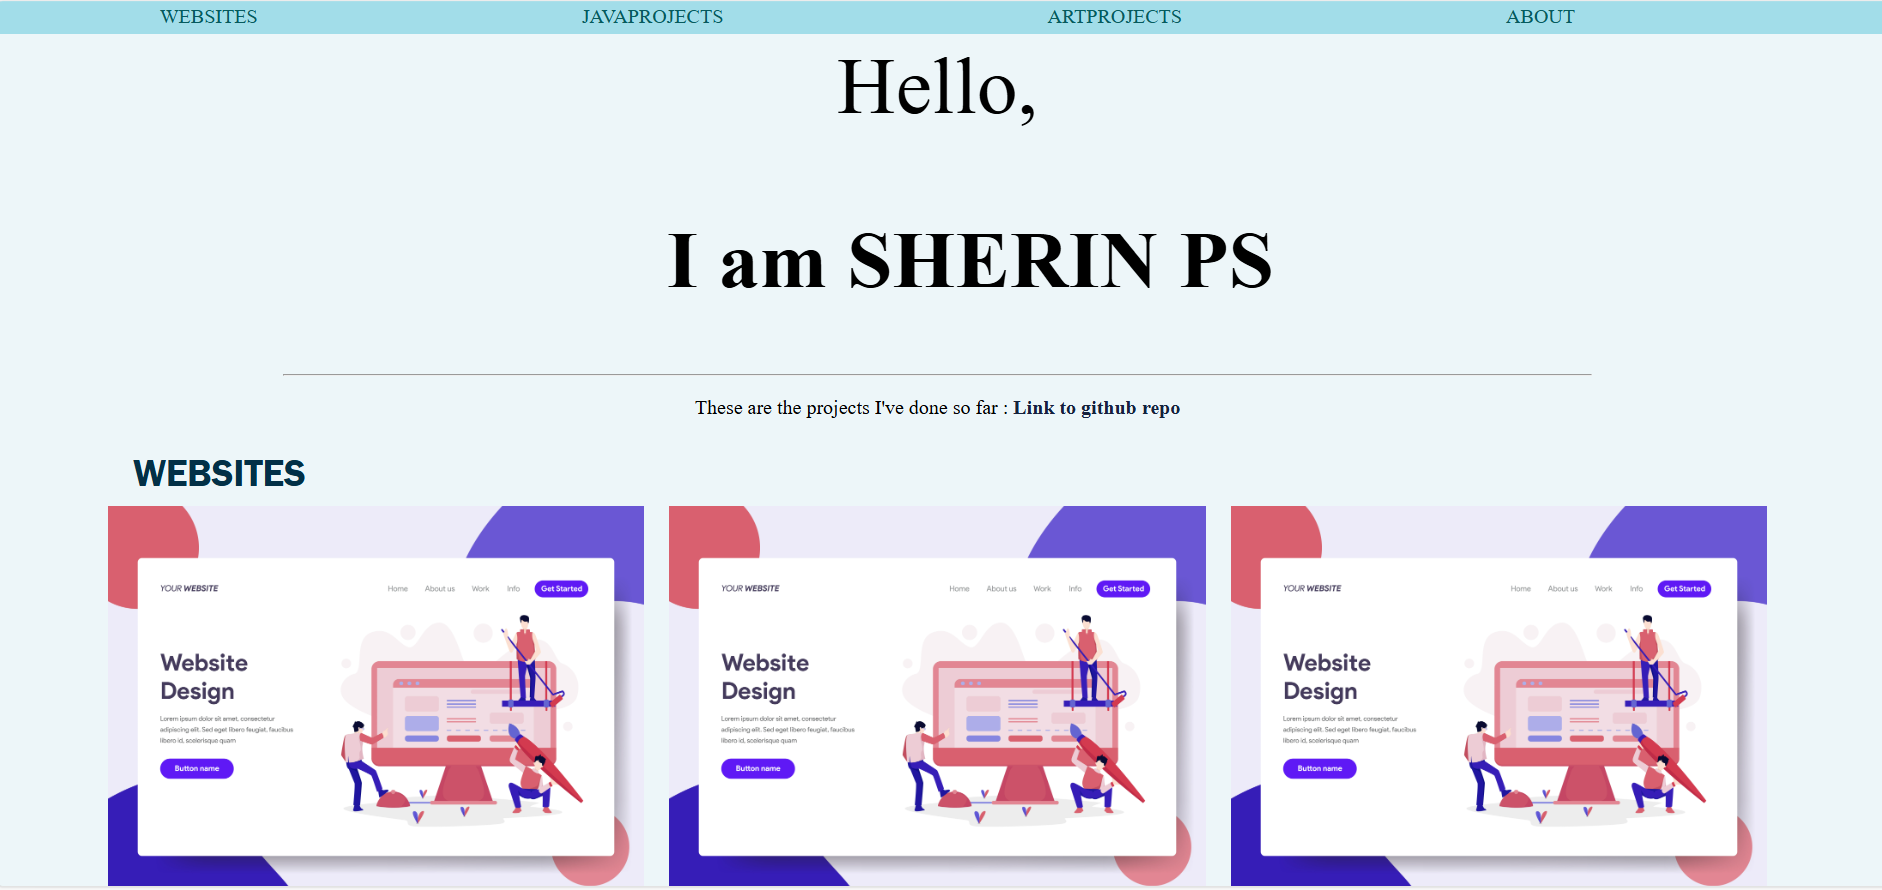 WEBSITES JAVAPROJECTS ARTPROJECTS ABOUT
Hello,
I am SHERIN PS
These are the projects I've done so far : Link to github repo
WEBSITES
YOUR WEBSITE Home About us Work Info Get Started
Website
Design
Lorem ipsum dolor sit amet, consectetur
adipiscing elit. Sed eget libero feugiat, faucibus
libero id, scelerisque quam
Button name
YOUR WEBSITE Home About us Work Info Get Started
Website
Design
Lorem ipsum dolor sit amet, consectetur
adipiscing elit. Sed eget libero feugiat, faucibus
libero id, scelerisque quam
Button name
YOUR WEBSITE Home About us Work Info Get Started
Website
Design
Lorem ipsum dolor sit amet, consectetur
adipiscing elit. Sed eget libero feugiat, faucibus
libero id, scelerisque quam
Button name